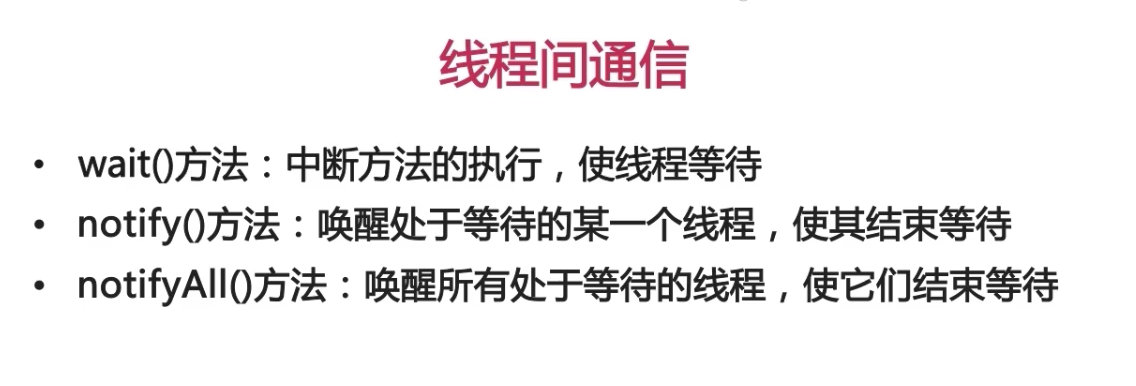 线程间通信
• wait()方法：中断方法的执行，使线程等待
• notify()方法：唤醒处于等待的某一个线程，使其结束等待
• notifyAll()方法：唤醒所有处于等待的线程，使它们结束等待